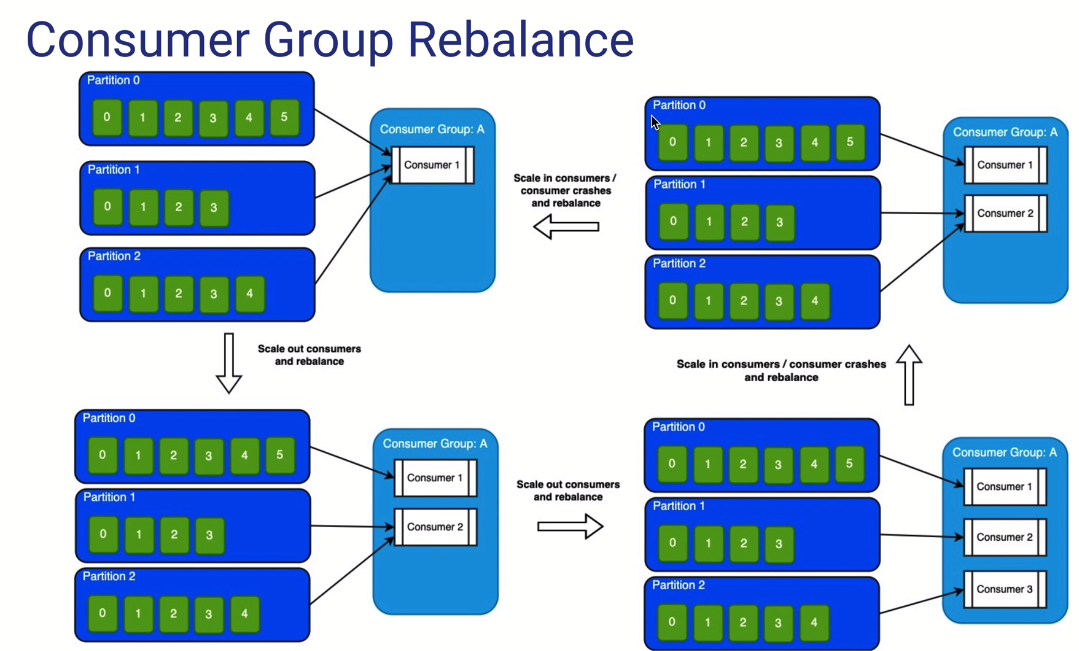 Consumer Group Rebalance
Partition 0
0 1 2 3 4 5
Partition 1
0 1 2 3
Partition 2
0 1 2 3 4
Consumer Group: A
Consumer 1
Scale in consumers /
consumer crashes
and rebalance
Partition 0
0 1 2 3 4 5
Partition 1
0 1 2 3
Partition 2
0 1 2 3 4
Consumer Group: A
Consumer 1
Consumer 2
Scale out consumers
and rebalance
Scale in consumers / consumer crashes
and rebalance
Partition 0
0 1 2 3 4 5
Partition 1
0 1 2 3
Partition 2
0 1 2 3 4
Consumer Group: A
Consumer 1
Consumer 2
Scale out consumers
and rebalance
Partition 0
0 1 2 3 4 5
Partition 1
0 1 2 3
Partition 2
0 1 2 3 4
Consumer Group: A
Consumer 1
Consumer 2
Consumer 3